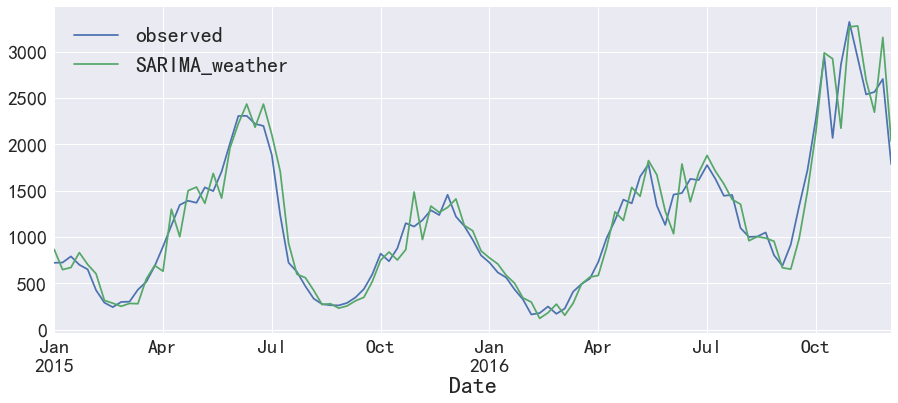 observed
SARIMA_weather
3000
2500
2000
1500
1000
500
0
Jan Apr Jul Oct Jan Apr Jul Oct
2015 2016
Date